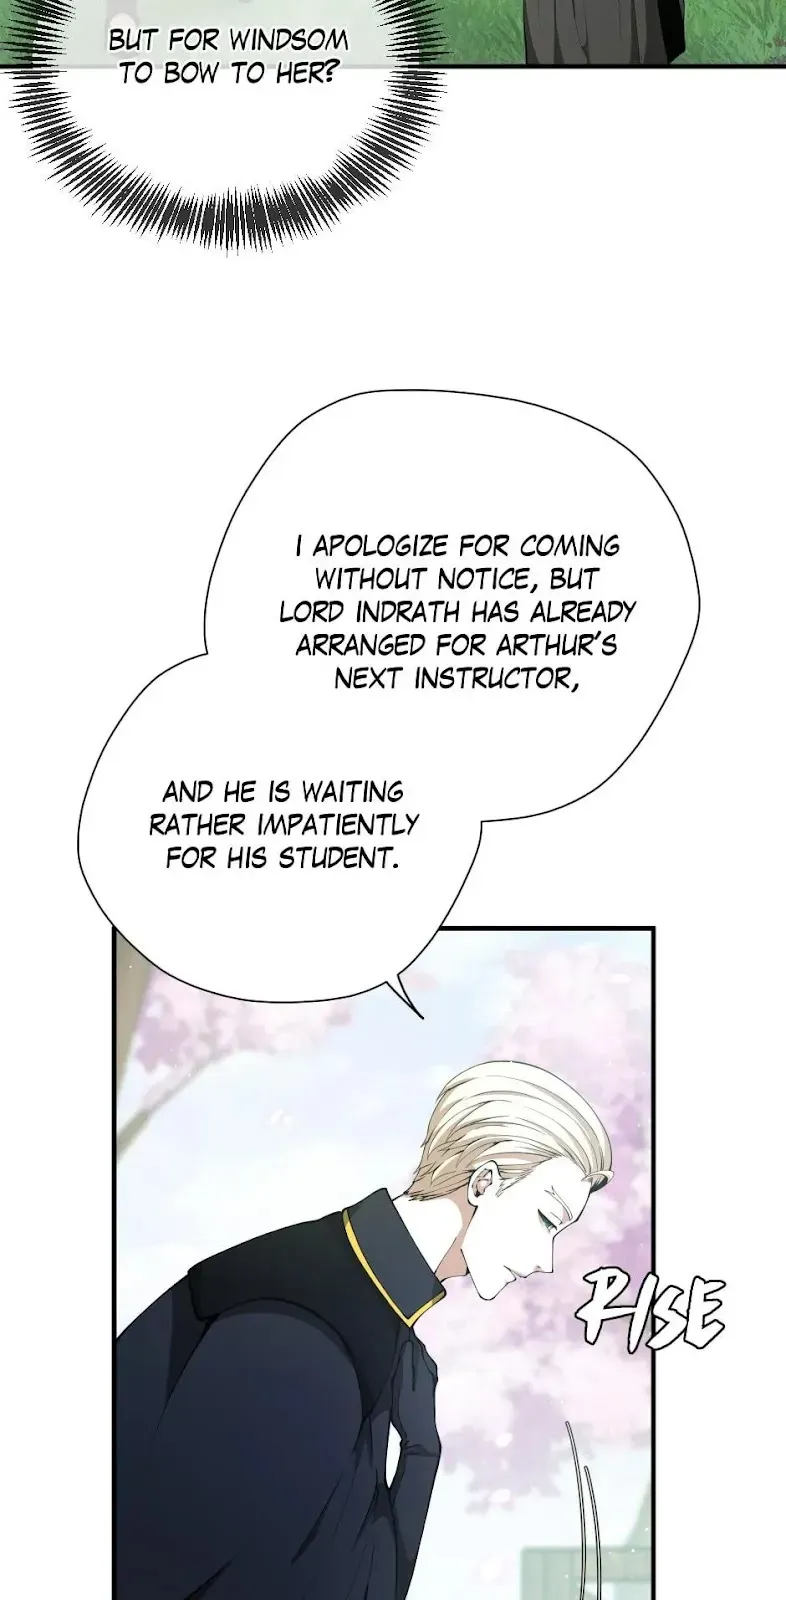 BUT FOR WINDSOM
TO BOW TO HER?
I APOLOGIZE FOR COMING
WITHOUT NOTICE, BUT
LORD INDRATH HAS ALREADY
ARRANGED FOR ARTHUR'S
NEXT INSTRUCTOR,
AND HE IS WAITING
RATHER IMPATIENTLY
FOR HIS STUDENT.
RISE